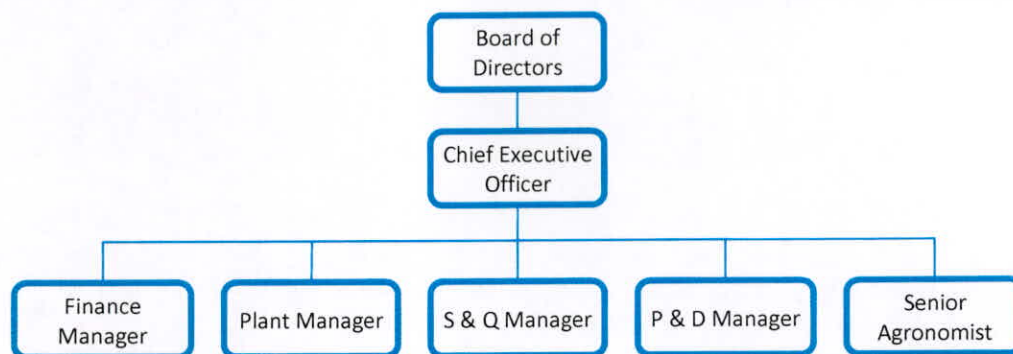 Board of
Directors
Chief Executive
Officer
Finance
Manager
Plant Manager
S & Q Manager
P & D Manager
Senior
Agronomist